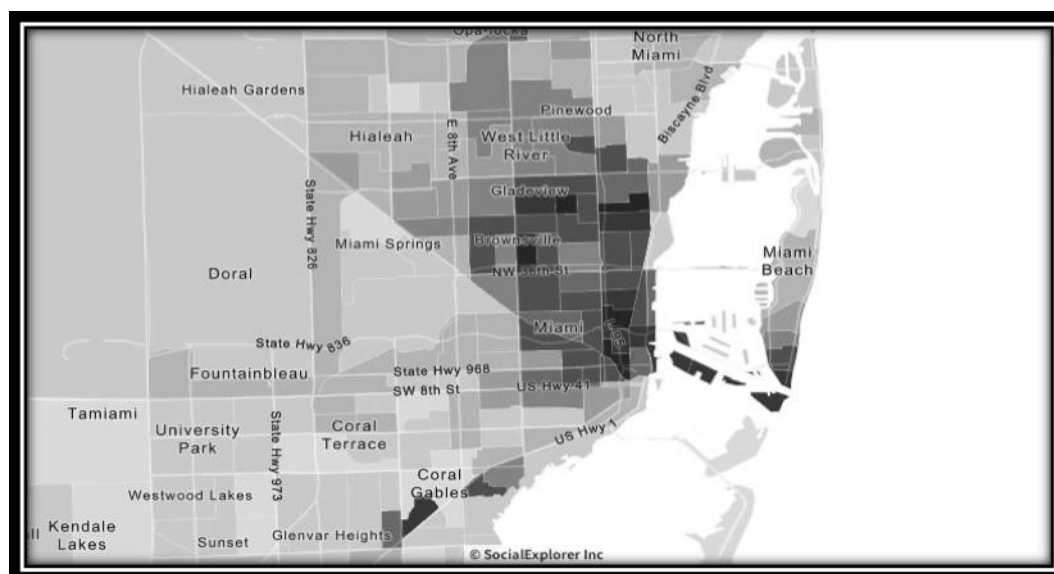 Opa-locka
North
Miami
Hialeah Gardens
Biscayne Blvd
Pinewood
Hialeah
E 8th Ave
West Little
River
State Hwy 826
Gladeview
Miami Springs
Brownsville
Doral
NW 36th St
Miami
Beach
Miami
I-95
State Hwy 836
Fountainbleau
State Hwy 968
SW 8th St
US Hwy 41
Tamiami
University
Park
State Hwy 973
Coral
Terrace
US Hwy 1
Coral
Gables
Westwood Lakes
Kendale
Lakes
Sunset
Glenvar Heights
© SocialExplorer Inc